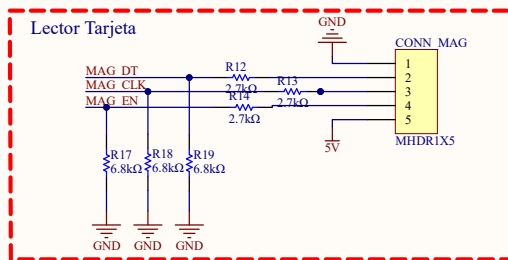 Lector Tarjeta
GND
CONN_MAG
MAG_DT
R12
2.7kΩ
1
2
3
4
5
MAG_CLK
R13
2.7kΩ
MAG_EN
R14
2.7kΩ
MHDR1X5
5V
R17
6.8kΩ
R18
6.8kΩ
R19
6.8kΩ
GND
GND
GND